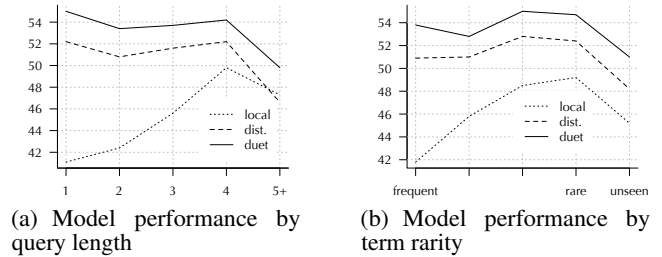 54
52
50
48
46
44
42
local
dist.
duet
1 2 3 4 5+
(a) Model performance by
query length
54
52
50
48
46
44
42
local
dist.
duet
frequent rare unseen
(b) Model performance by
term rarity